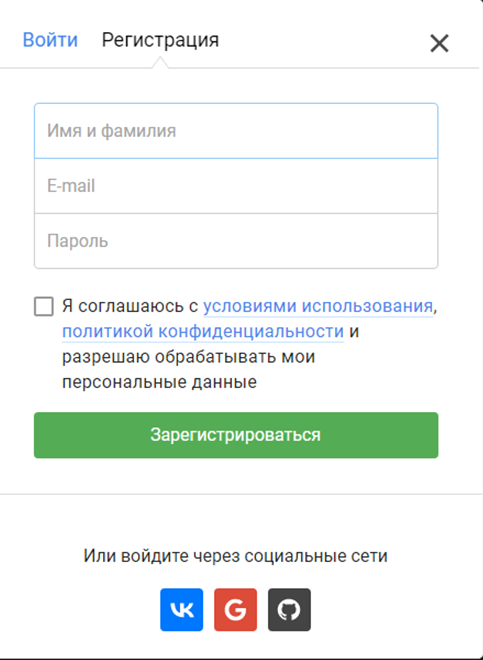 Войти Регистрация
Имя и фамилия
E-mail
Пароль
Я соглашаюсь с условиями использования,
политикой конфиденциальности и
разрешаю обрабатывать мои
персональные данные
Зарегистрироваться
Или войдите через социальные сети